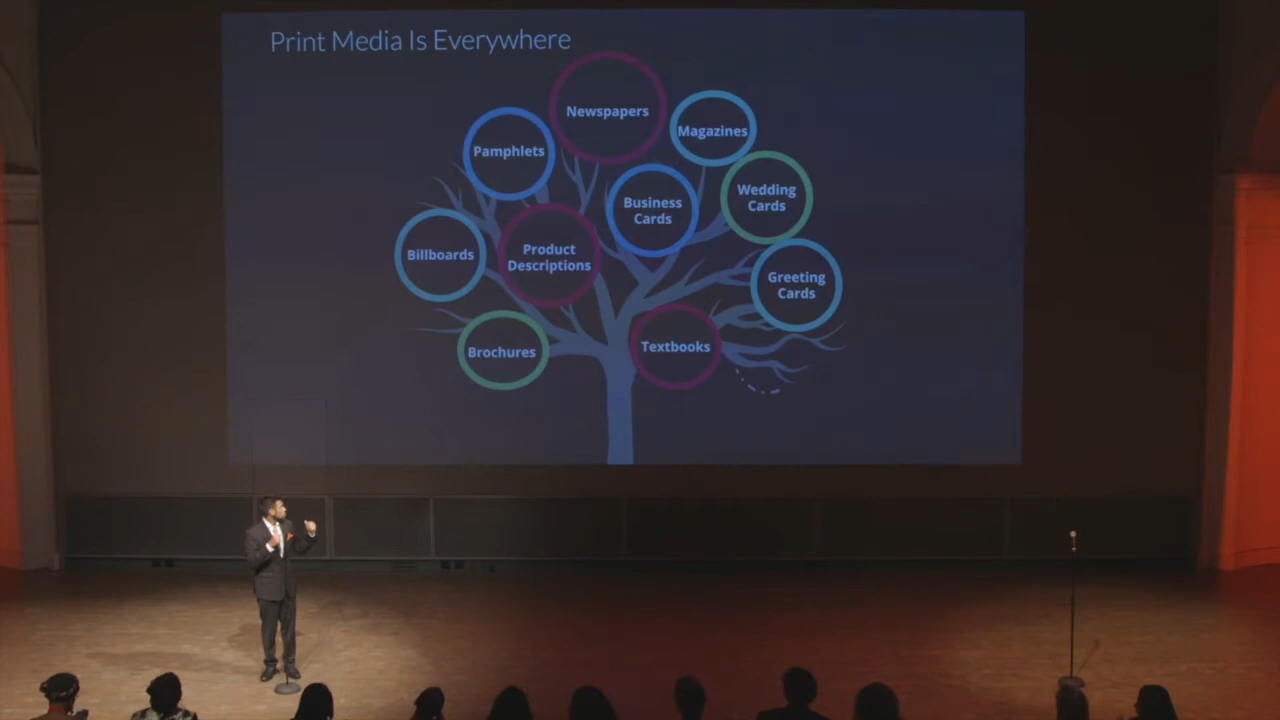 Print Media Is Everywhere
Newspapers
Magazines
Pamphlets
Wedding
Cards
Business
Cards
Billboards
Product
Descriptions
Greeting
Cards
Brochures
Textbooks